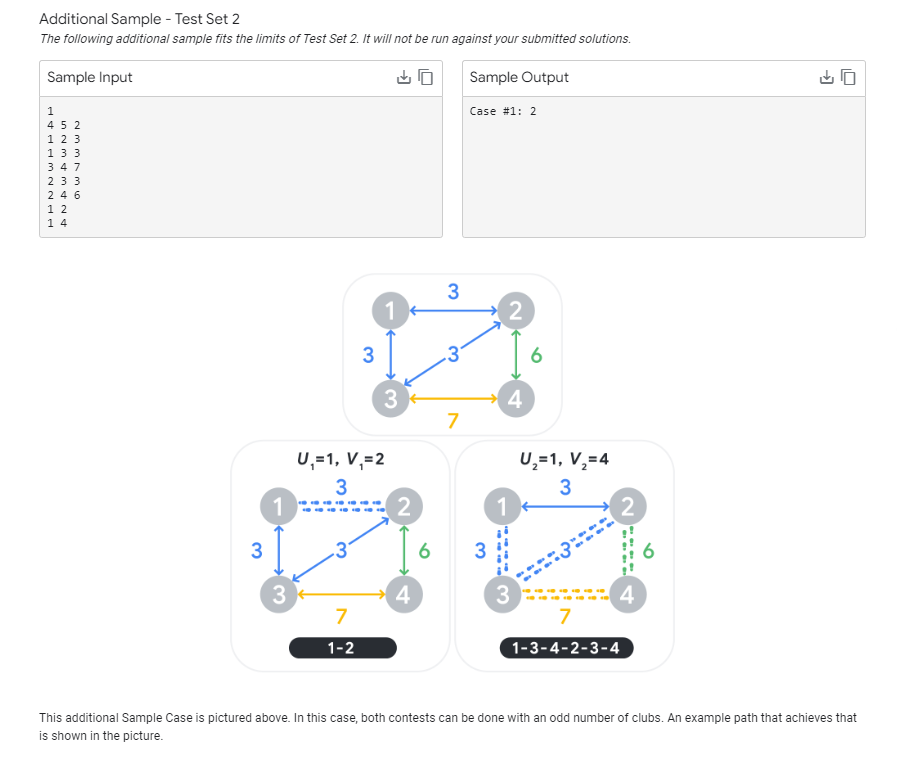 Additional Sample - Test Set 2
The following additional sample fits the limits of Test Set 2. It will not be run against your submitted solutions.
Sample Input
Sample Output
1
4 5 2
1 2 3
1 3 3
3 4 7
2 3 3
2 4 6
1 2
1 4
Case #1: 2
3
1 2
3 3 6
3 4
7
U₁=1, V₁=2
3
1 2
3 3 6
3 4
7
1-2
U₂=1, V₂=4
3
1 2
3 3 6
3 4
7
1-3-4-2-3-4
This additional Sample Case is pictured above. In this case, both contests can be done with an odd number of clubs. An example path that achieves that
is shown in the picture.